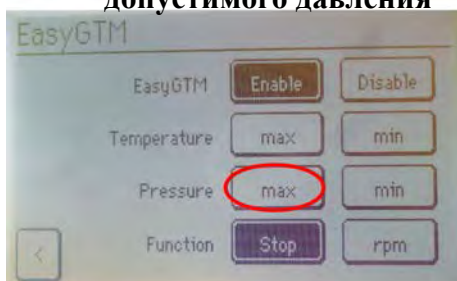 допустимого давления
EasyGTM
EasyGTM Enable Disable
Temperature max min
Pressure max min
< Function Stop rpm